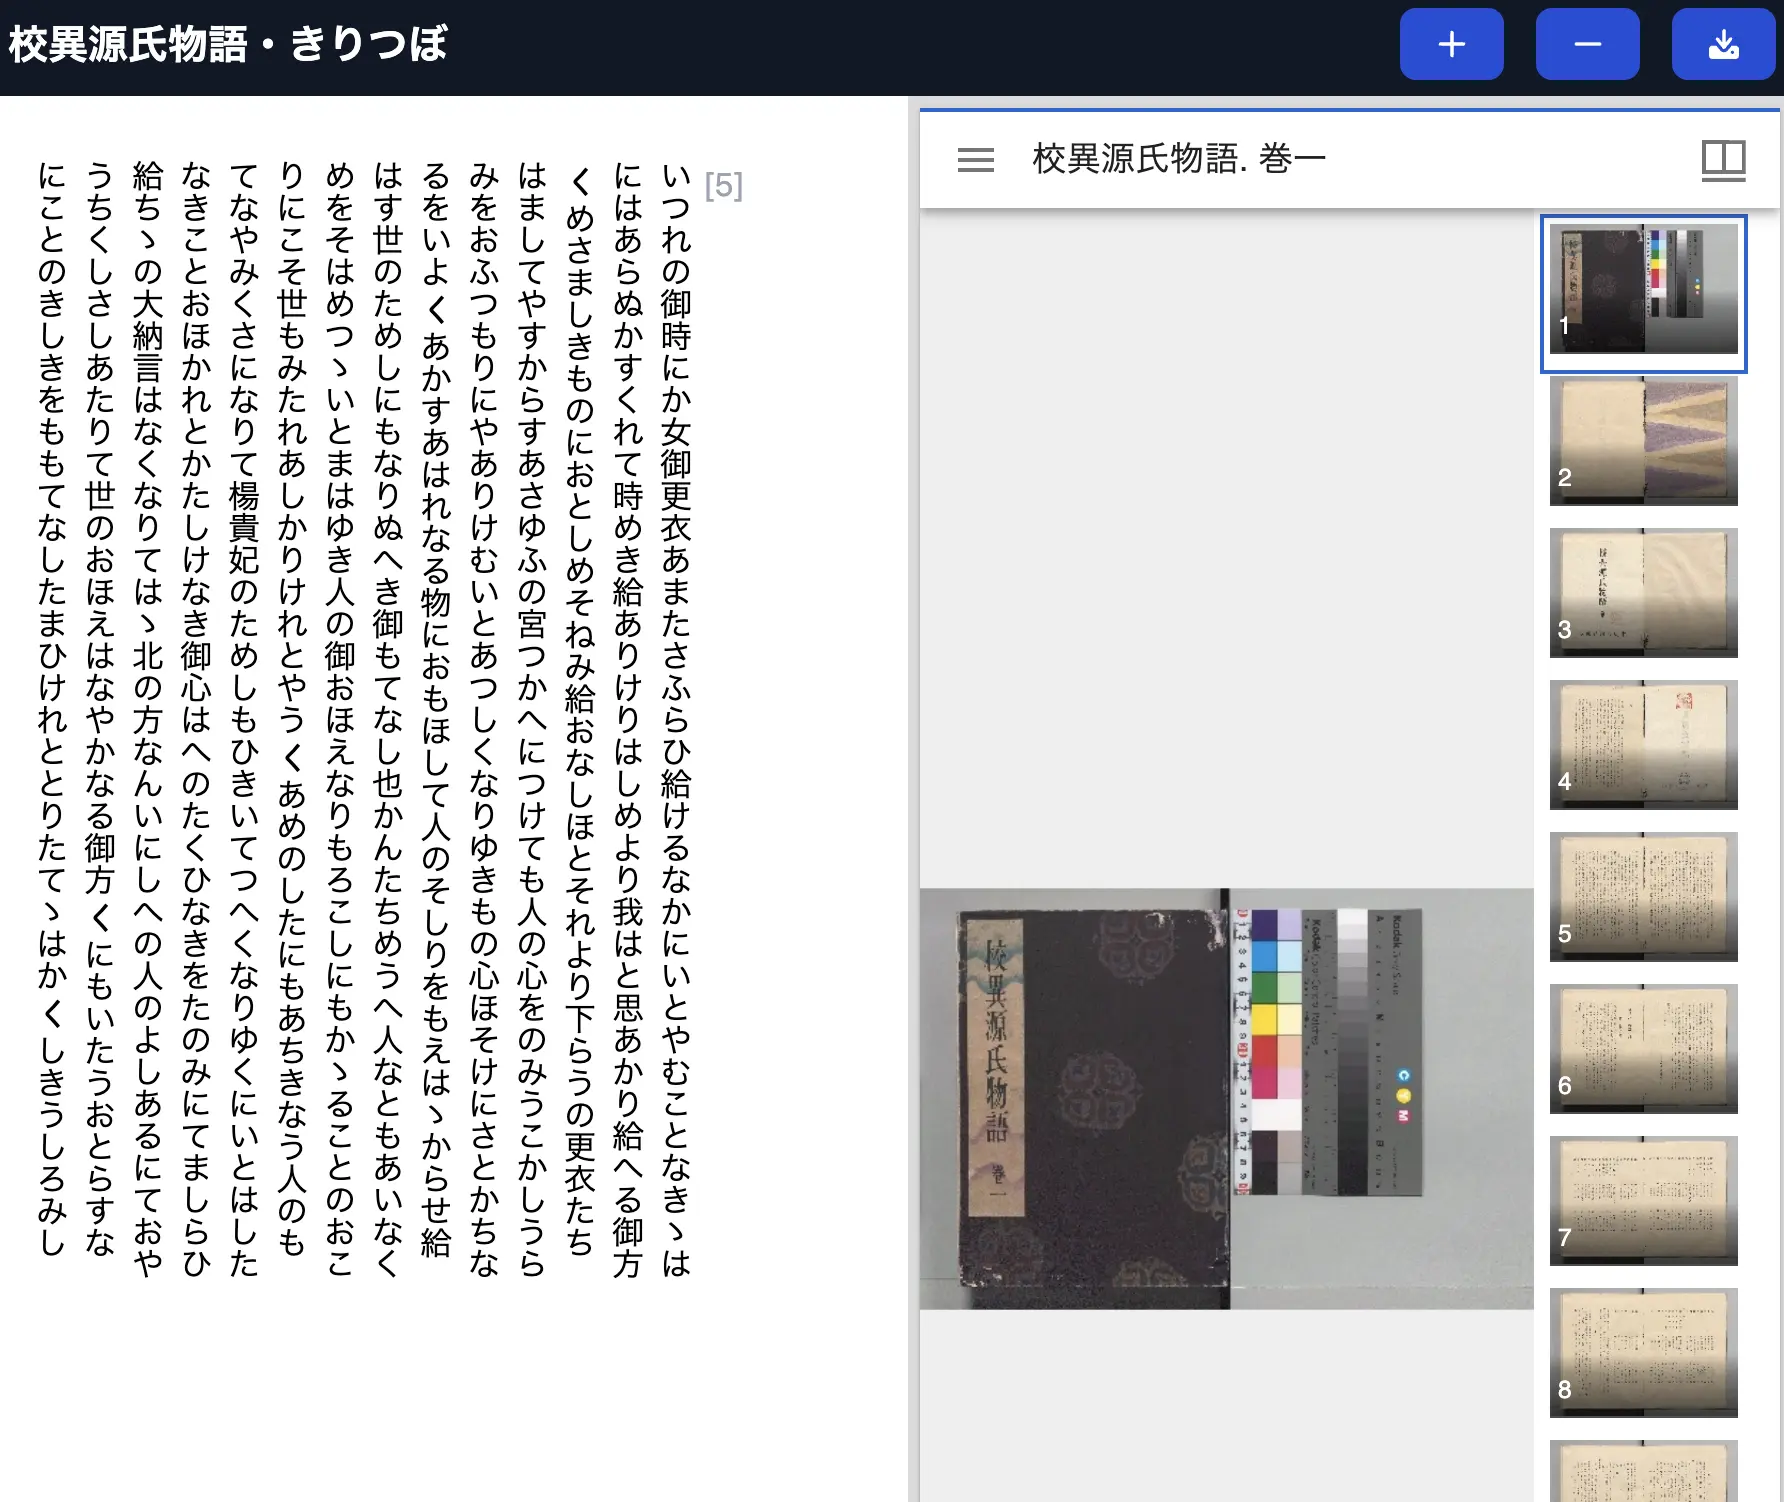 校異源氏物語・きりつぼ
[5]
いつれの御時にか女御更衣あまたさふらひ給けるなかにいとやむことなきゝは
にはあらぬかすくれて時めき給ありけりはしめより我はと思あかり給へる御方
〱めさましきものにおとしめそねみ給おなしほとそれより下らうの更衣たち
はましてやすからすあさゆふの宮つかへにつけても人の心をのみうこかしうら
みをおふつもりにやありけむいとあつしくなりゆきもの心ほそけにさとかちな
るをいよ〱あかすあはれなる物におもほして人のそしりをもえはゝからせ給
はす世のためしにもなりぬへき御もてなし也かんたちめうへ人なともあいなく
めをそはめつゝいとまはゆき人の御おほえなりもろこしにもかゝることのおこ
りにこそ世もみたれあしかりけれとやう〱あめのしたにもあちきなう人のも
てなやみくさになりて楊貴妃のためしもひきいてつへくなりゆくにいとはした
なきことおほかれとかたしけなき御心はへのたくひなきをたのみにてましらひ
給ちゝの大納言はなくなりてはゝ北の方なんいにしへの人のよしあるにておや
うちくしさしあたりて世のおほえはなやかなる御方〱にもいたうおとらすな
にことのきしきをももてなしたまひけれととりたてゝはか〱しきうしろみし
校異源氏物語. 巻一
校異源氏物語 巻一
Kodak Color Control Patches
Kodak Gray Scale
C
Y
M
1
2
3
校異源氏物語
4
5
6
7
8